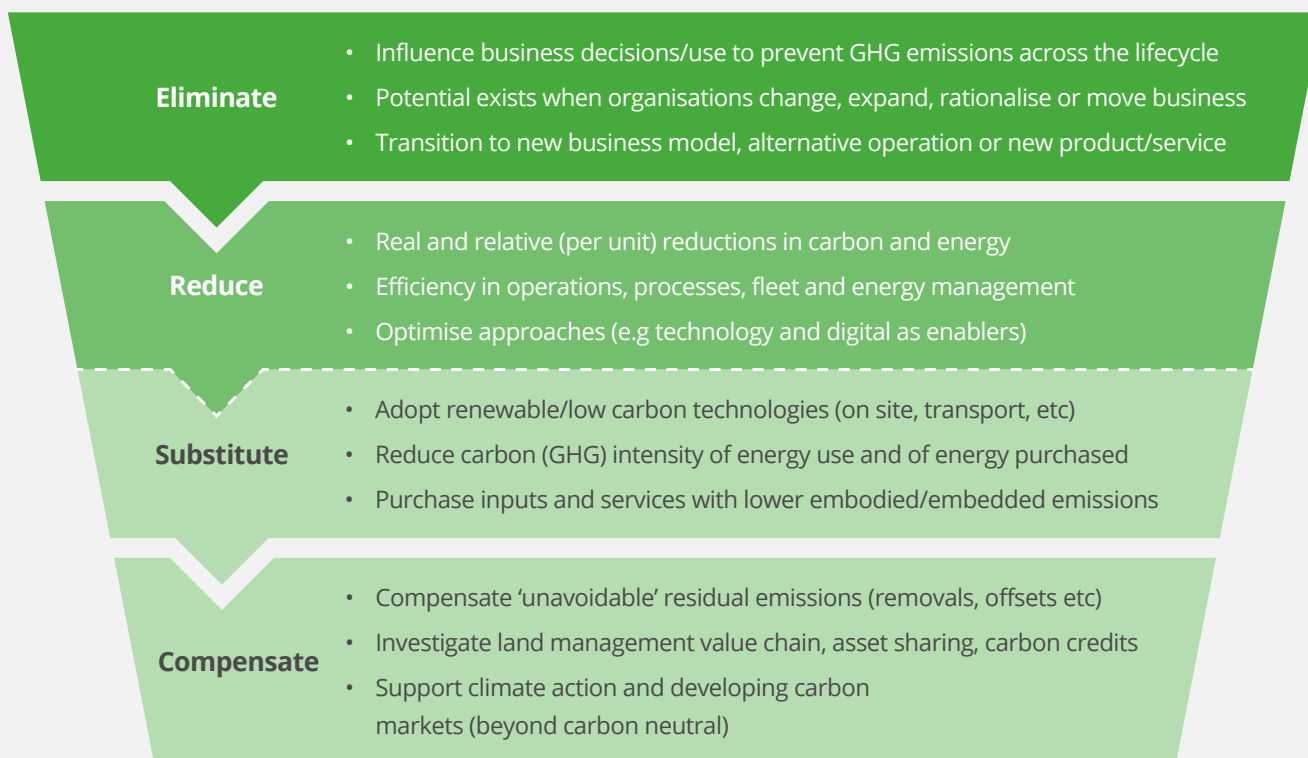 Eliminate
• Influence business decisions/use to prevent GHG emissions across the lifecycle
• Potential exists when organisations change, expand, rationalise or move business
• Transition to new business model, alternative operation or new product/service
Reduce
• Real and relative (per unit) reductions in carbon and energy
• Efficiency in operations, processes, fleet and energy management
• Optimise approaches (e.g technology and digital as enablers)
Substitute
• Adopt renewable/low carbon technologies (on site, transport, etc)
• Reduce carbon (GHG) intensity of energy use and of energy purchased
• Purchase inputs and services with lower embodied/embedded emissions
Compensate
• Compensate ‘unavoidable’ residual emissions (removals, offsets etc)
• Investigate land management value chain, asset sharing, carbon credits
• Support climate action and developing carbon
markets (beyond carbon neutral)